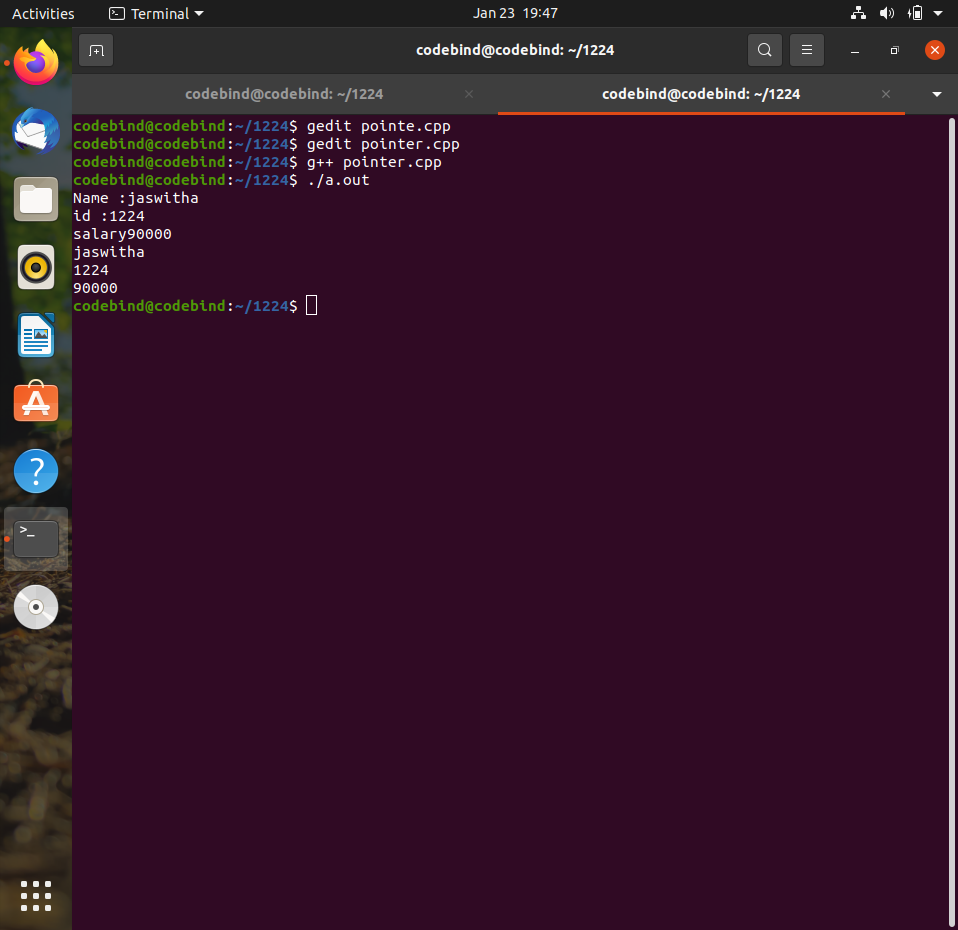 Activities
Terminal
Jan 23 19:47
codebind@codebind: ~/1224
codebind@codebind: ~/1224
codebind@codebind: ~/1224
codebind@codebind:~/1224$ gedit pointe.cpp
codebind@codebind:~/1224$ gedit pointer.cpp
codebind@codebind:~/1224$ g++ pointer.cpp
codebind@codebind:~/1224$ ./a.out
Name :jaswitha
id :1224
salary90000
jaswitha
1224
90000
codebind@codebind:~/1224$